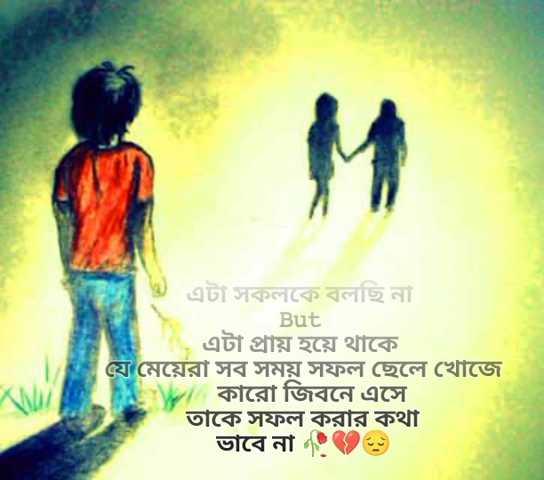 এটা সকলকে বলছি না
But
এটা প্রায় হয়ে থাকে
যে মেয়েরা সব সময় সফল ছেলে খোজে
কারো জিবনে এসে
তাকে সফল করার কথা
ভাবে না 🥀💔😔